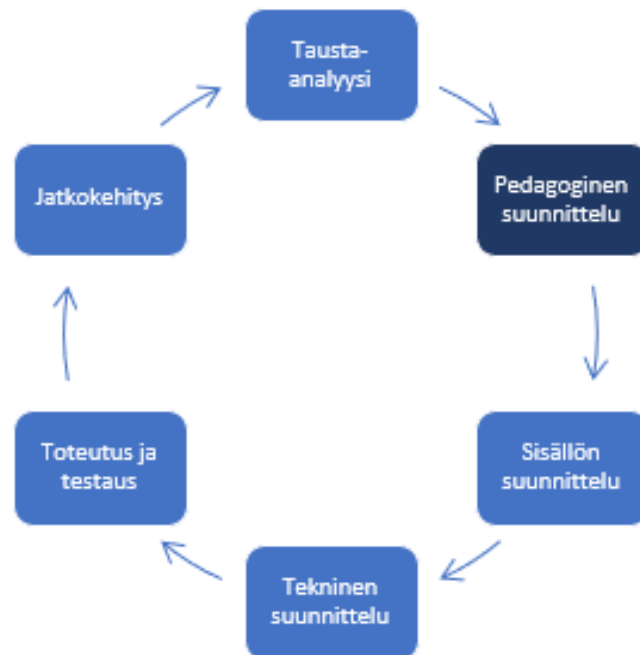 Tausta-
analyysi
Pedagoginen
suunnittelu
Sisällön
suunnittelu
Tekninen
suunnittelu
Toteutus ja
testaus
Jatkokehitys